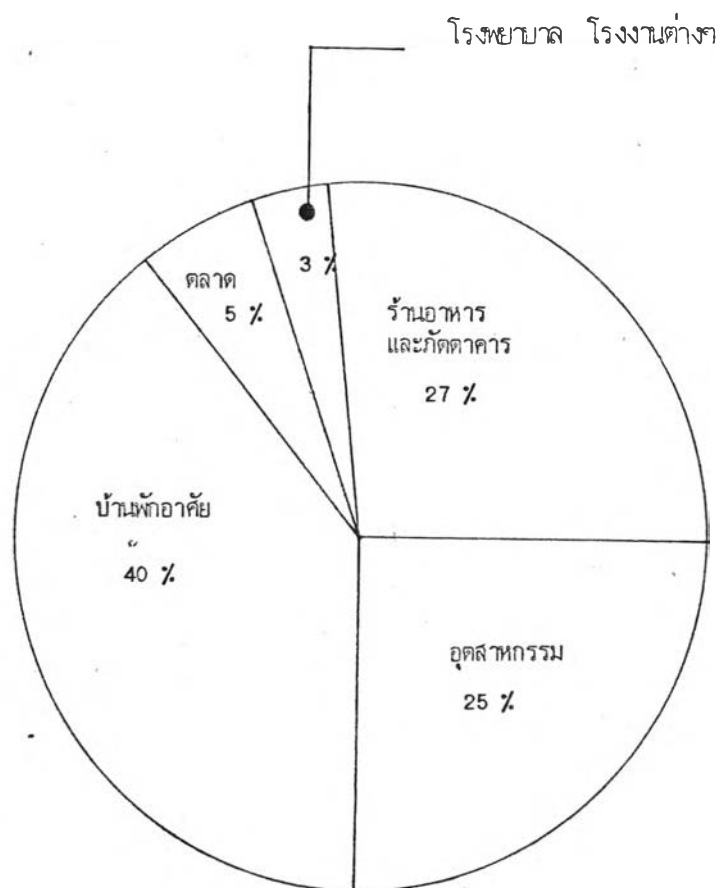 โรงพยาบาล โรงงานต่างๆ
3 %
ตลาด
5 %
ร้านอาหาร
และภัตตาคาร
27 %
บ้านพักอาศัย
40 %
อุตสาหกรรม
25 %